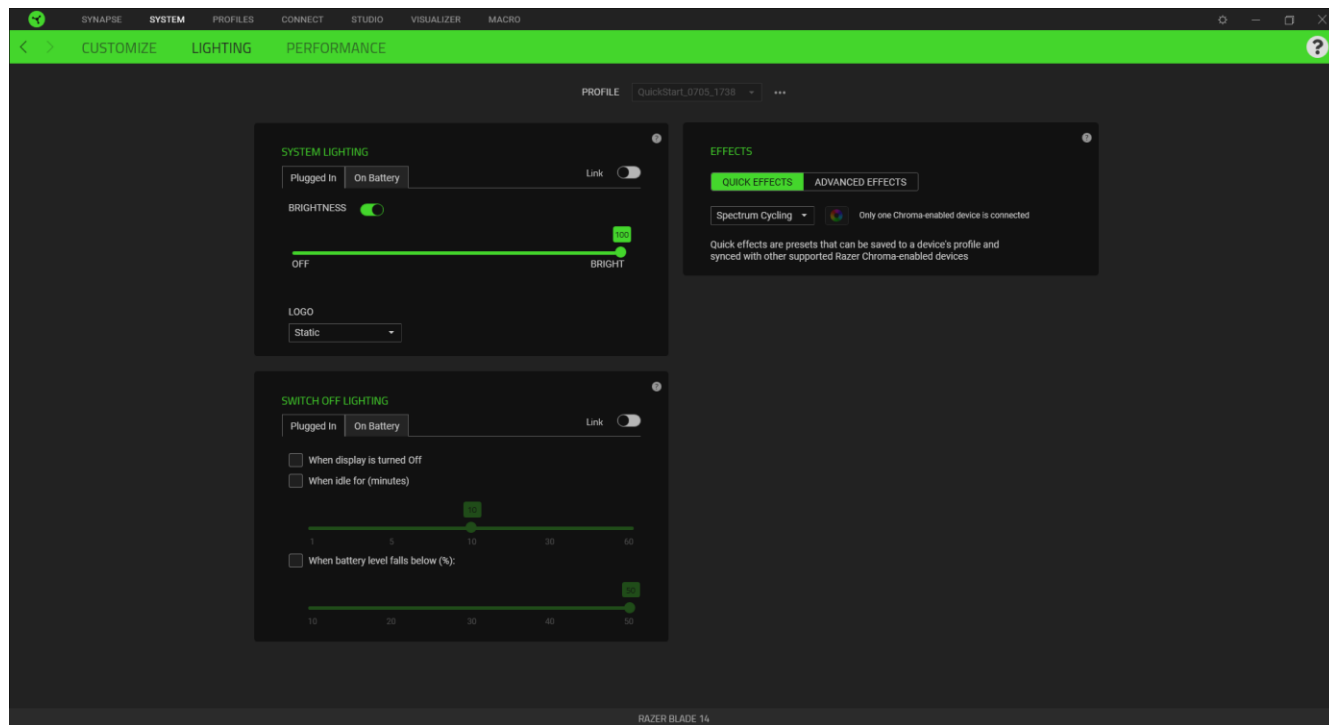 SYNAPSE SYSTEM PROFILES CONNECT STUDIO VISUALIZER MACRO
CUSTOMIZE LIGHTING PERFORMANCE ?
PROFILE QuickStart_0705_1738 •••
?
SYSTEM LIGHTING
Plugged In On Battery Link
BRIGHTNESS
100
OFF BRIGHT
LOGO
Static
?
EFFECTS
QUICK EFFECTS ADVANCED EFFECTS
Spectrum Cycling Only one Chroma-enabled device is connected
Quick effects are presets that can be saved to a device's profile and
synced with other supported Razer Chroma-enabled devices
?
SWITCH OFF LIGHTING
Plugged In On Battery Link
When display is turned Off
When idle for (minutes)
10
1 5 10 30 60
When battery level falls below (%):
50
10 20 30 40 50
RAZER BLADE 14